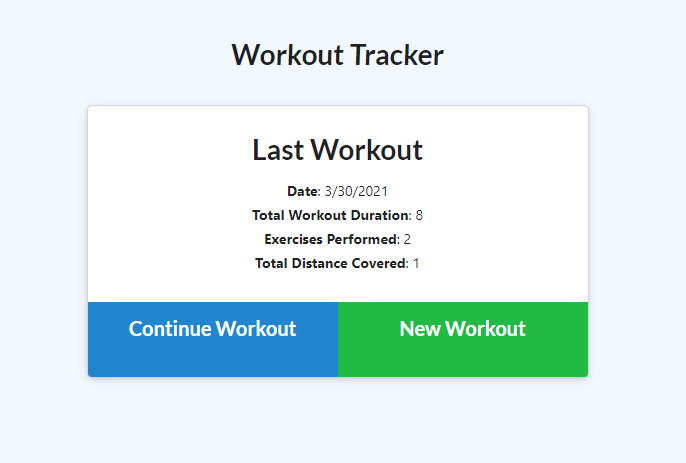 Workout Tracker
Last Workout
Date: 3/30/2021
Total Workout Duration: 8
Exercises Performed: 2
Total Distance Covered: 1
Continue Workout
New Workout